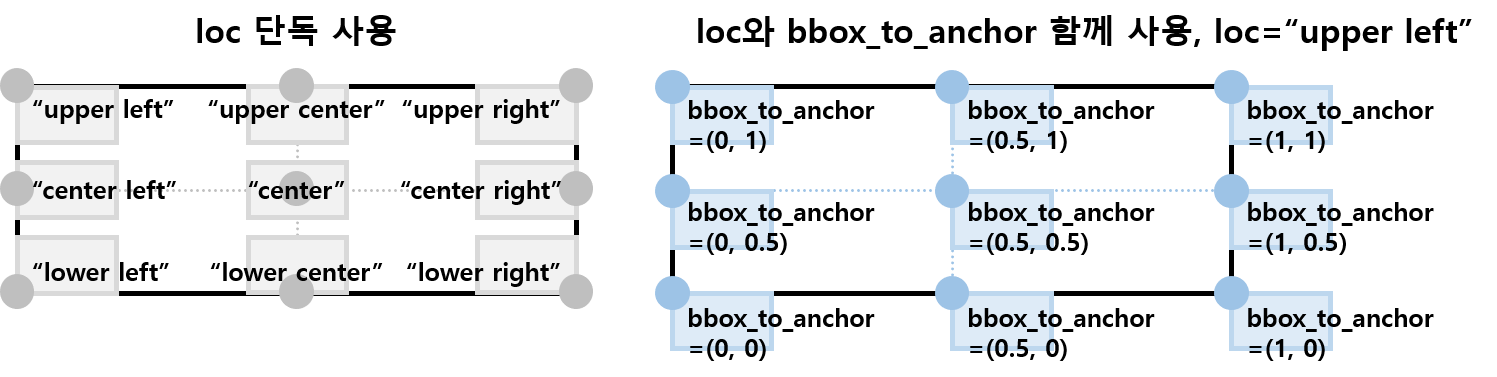 loc 단독 사용
“upper left” “upper center” “upper right”
“center left” “center” “center right”
“lower left” “lower center” “lower right”
loc와 bbox_to_anchor 함께 사용, loc=“upper left”
bbox_to_anchor bbox_to_anchor bbox_to_anchor
=(0, 1) =(0.5, 1) =(1, 1)
bbox_to_anchor bbox_to_anchor bbox_to_anchor
=(0, 0.5) =(0.5, 0.5) =(1, 0.5)
bbox_to_anchor bbox_to_anchor bbox_to_anchor
=(0, 0) =(0.5, 0) =(1, 0)